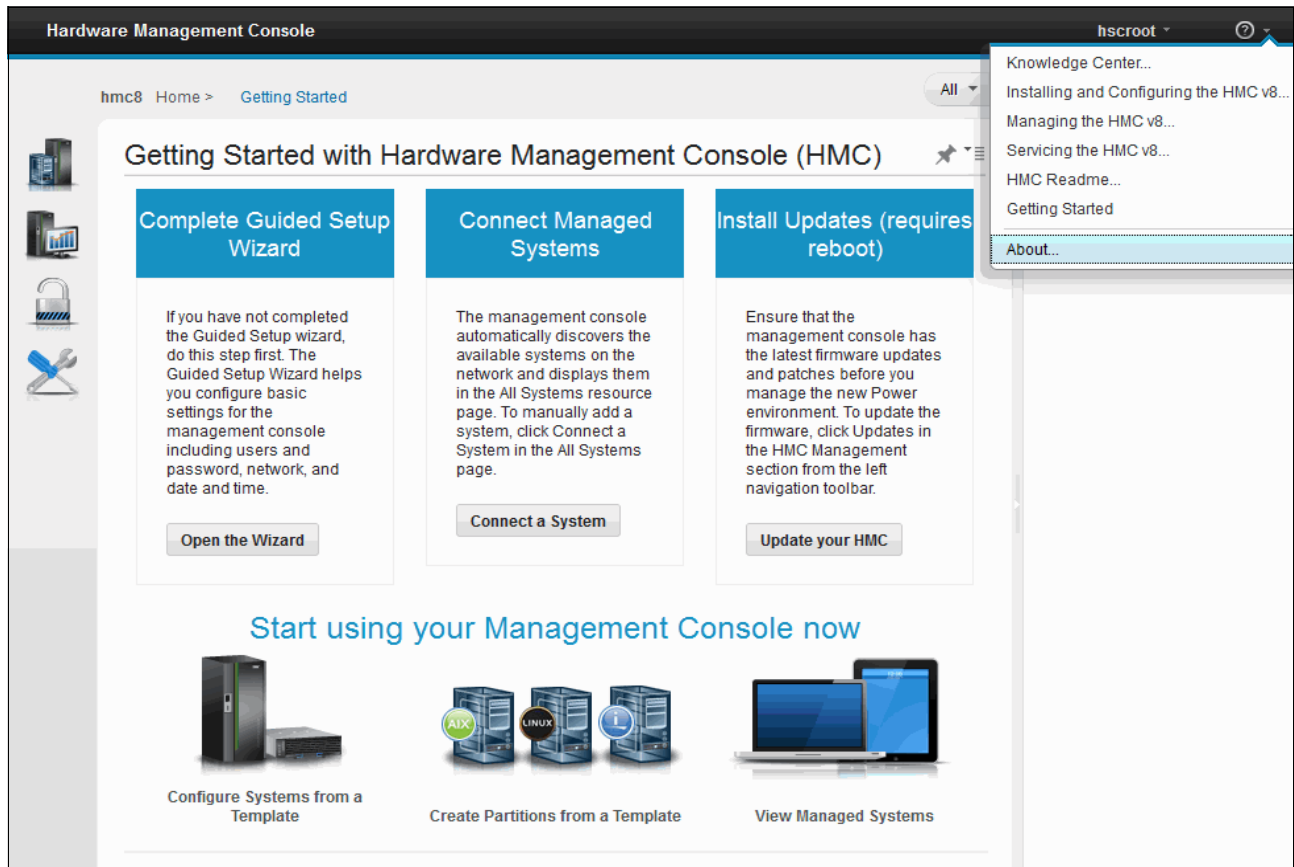 Hardware Management Console
hscroot
?
Knowledge Center...
Installing and Configuring the HMC v8...
Managing the HMC v8...
Servicing the HMC v8...
HMC Readme...
Getting Started
About...
hmc8 Home > Getting Started
All
Getting Started with Hardware Management Console (HMC)
Complete Guided Setup
Wizard
If you have not completed
the Guided Setup wizard,
do this step first. The
Guided Setup Wizard helps
you configure basic
settings for the
management console
including users and
password, network, and
date and time.
Open the Wizard
Connect Managed
Systems
The management console
automatically discovers the
available systems on the
network and displays them
in the All Systems resource
page. To manually add a
system, click Connect a
System in the All Systems
page.
Connect a System
Install Updates (requires
reboot)
Ensure that the
management console has
the latest firmware updates
and patches before you
manage the new Power
environment. To update the
firmware, click Updates in
the HMC Management
section from the left
navigation toolbar.
Update your HMC
Start using your Management Console now
AIX
LINUX
i
Configure Systems from a
Template
Create Partitions from a Template
View Managed Systems